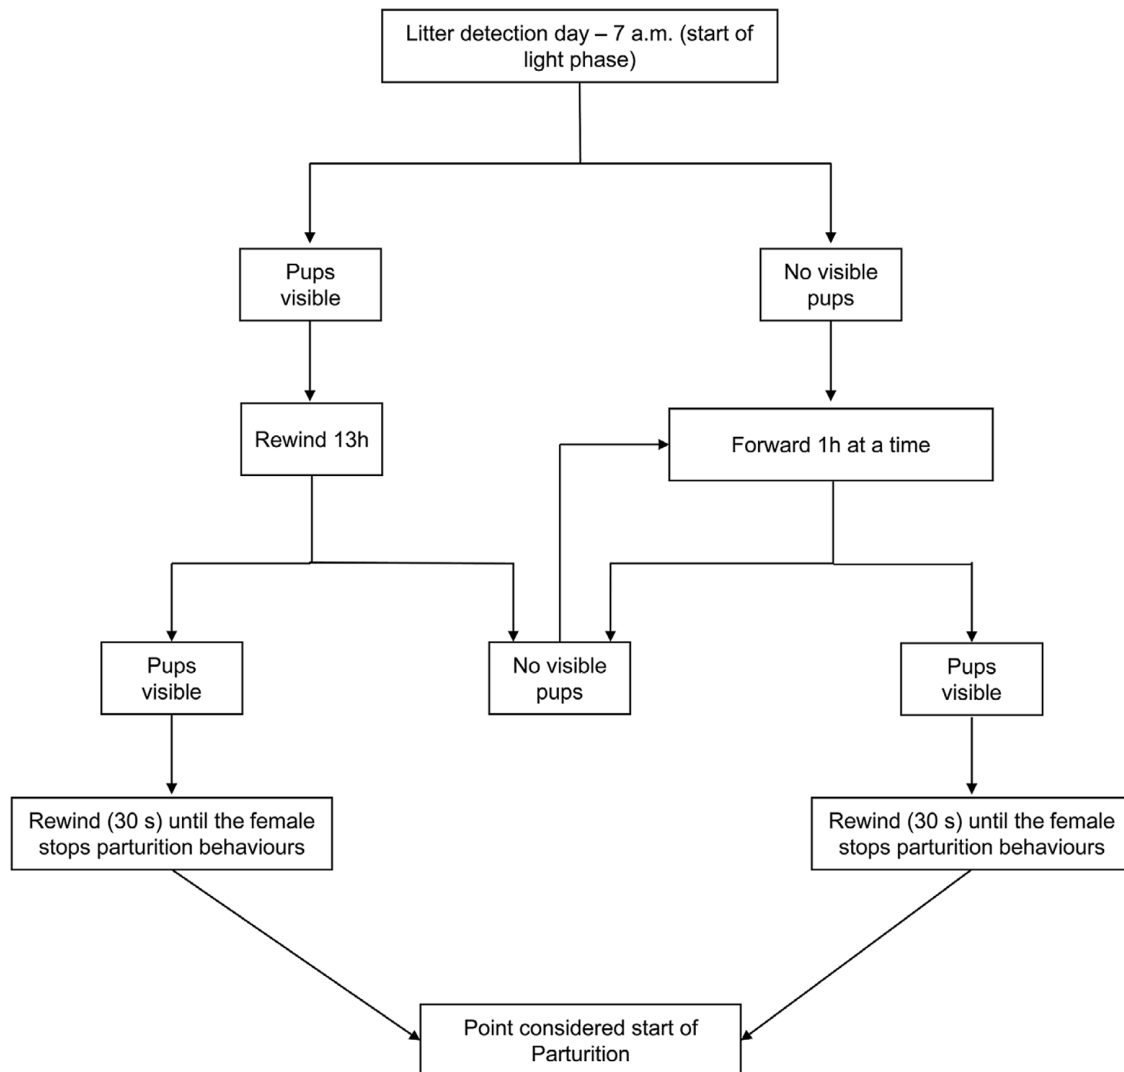 Litter detection day – 7 a.m. (start of
light phase)
Pups
visible
No visible
pups
Rewind 13h
Forward 1h at a time
Pups
visible
No visible
pups
Pups
visible
Rewind (30 s) until the female
stops parturition behaviours
Rewind (30 s) until the female
stops parturition behaviours
Point considered start of
Parturition